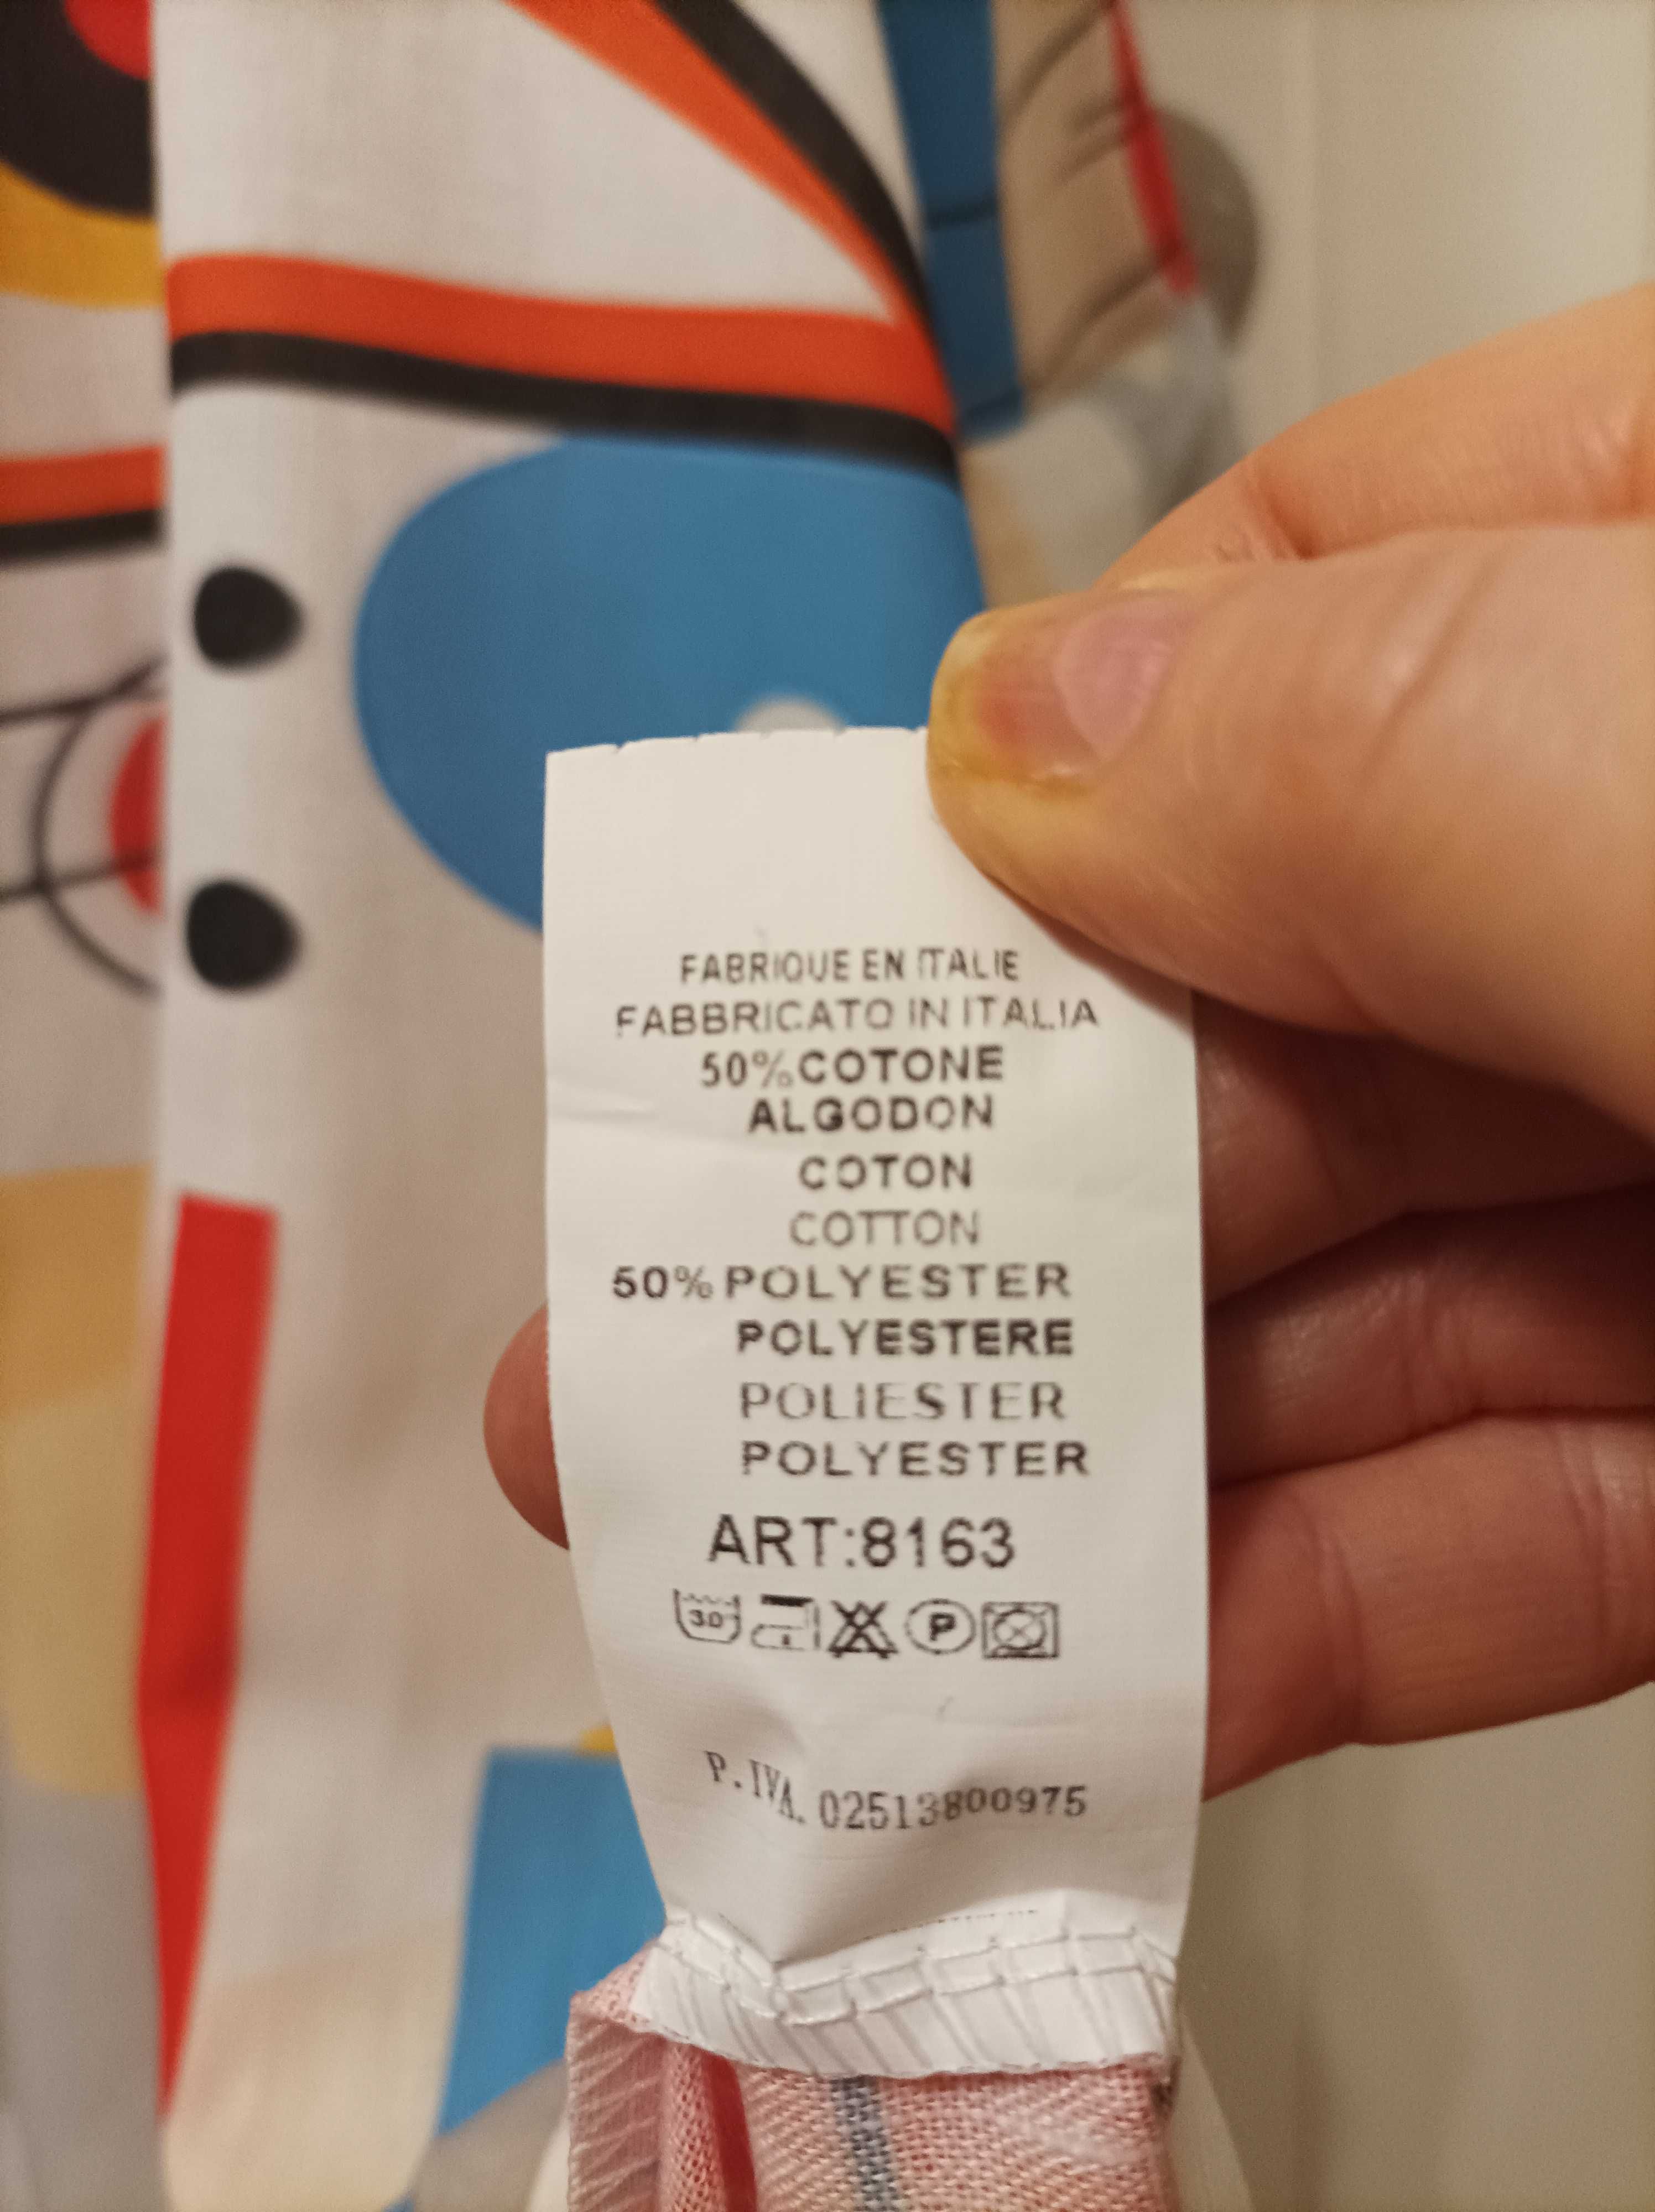 FABRIQUE EN ITALIE
FABBRICATO IN ITALIA
50%COTONE
ALGODON
COTON
COTTON
50% POLYESTER
POLYESTERE
POLIESTER
POLYESTER
ART:8163
30 P
P.IVA. 02513800975